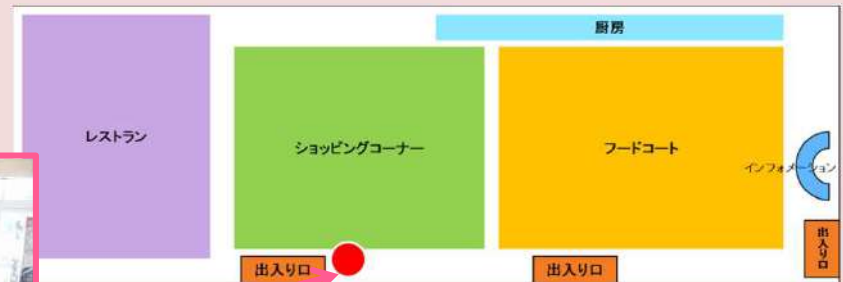 厨房
レストラン
ショッピングコーナー
フードコート
インフォメーション
出入り口
出入り口
出入り口